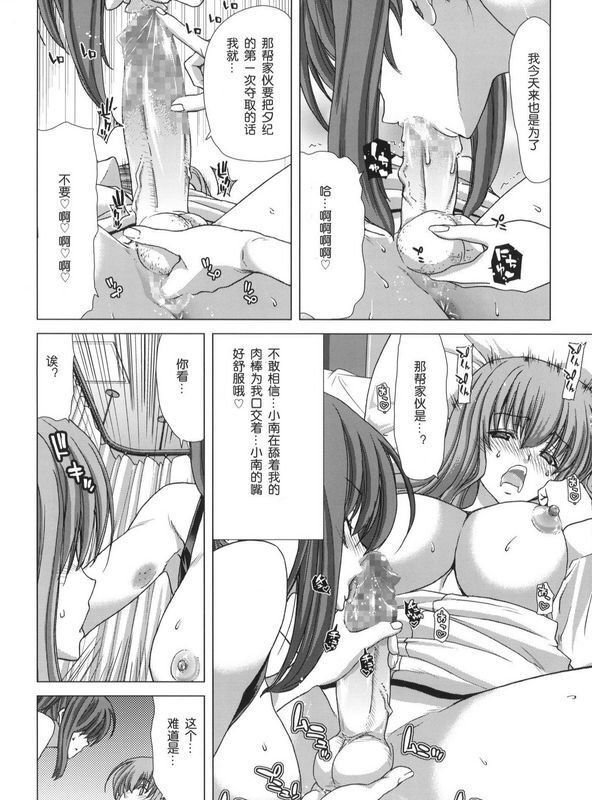 我今天来也是为了
哈…啊啊啊♡
那帮家伙要把夕纪
的第一次夺取的话
我就…
不要♡啊♡啊♡啊♡
那帮家伙是…?
不敢相信…小南在舔着我的
肉棒为我口交着…小南的嘴
好舒服哦♡
你看…
诶?
这个…
难道是…